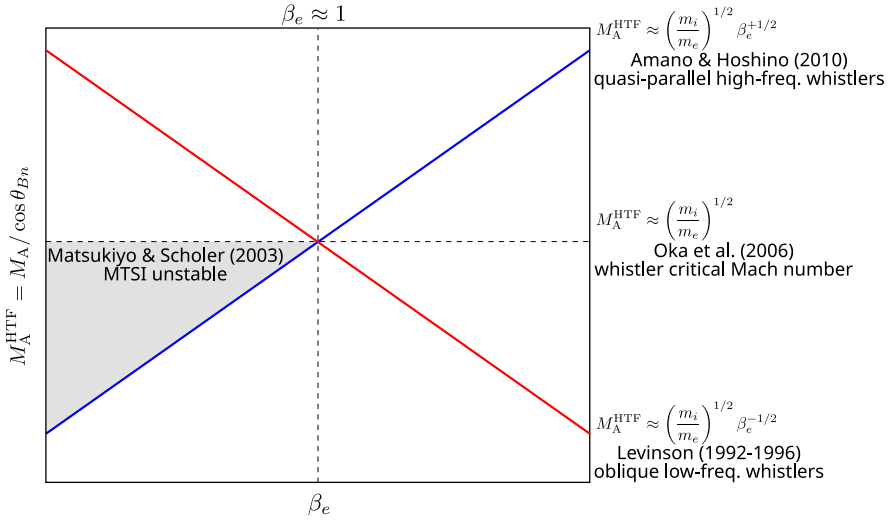 β_e ≈ 1
M_A^HTF ≈ (m_i/m_e)^{1/2} β_e^{+1/2}
Amano & Hoshino (2010)
quasi-parallel high-freq. whistlers
M_A^HTF = M_A / cos θ_Bn
Matsukiyo & Scholer (2003)
MTSI unstable
M_A^HTF ≈ (m_i/m_e)^{1/2}
Oka et al. (2006)
whistler critical Mach number
M_A^HTF ≈ (m_i/m_e)^{1/2} β_e^{-1/2}
Levinson (1992-1996)
oblique low-freq. whistlers
β_e